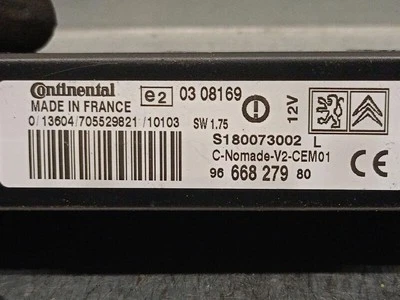 Continental
e2
03 08169
MADE IN FRANCE
12V
0/13604/705529821/10103
SW 1.75
S180073002 L
C-Nomade-V2-CEM01
96 668 279 80
CE